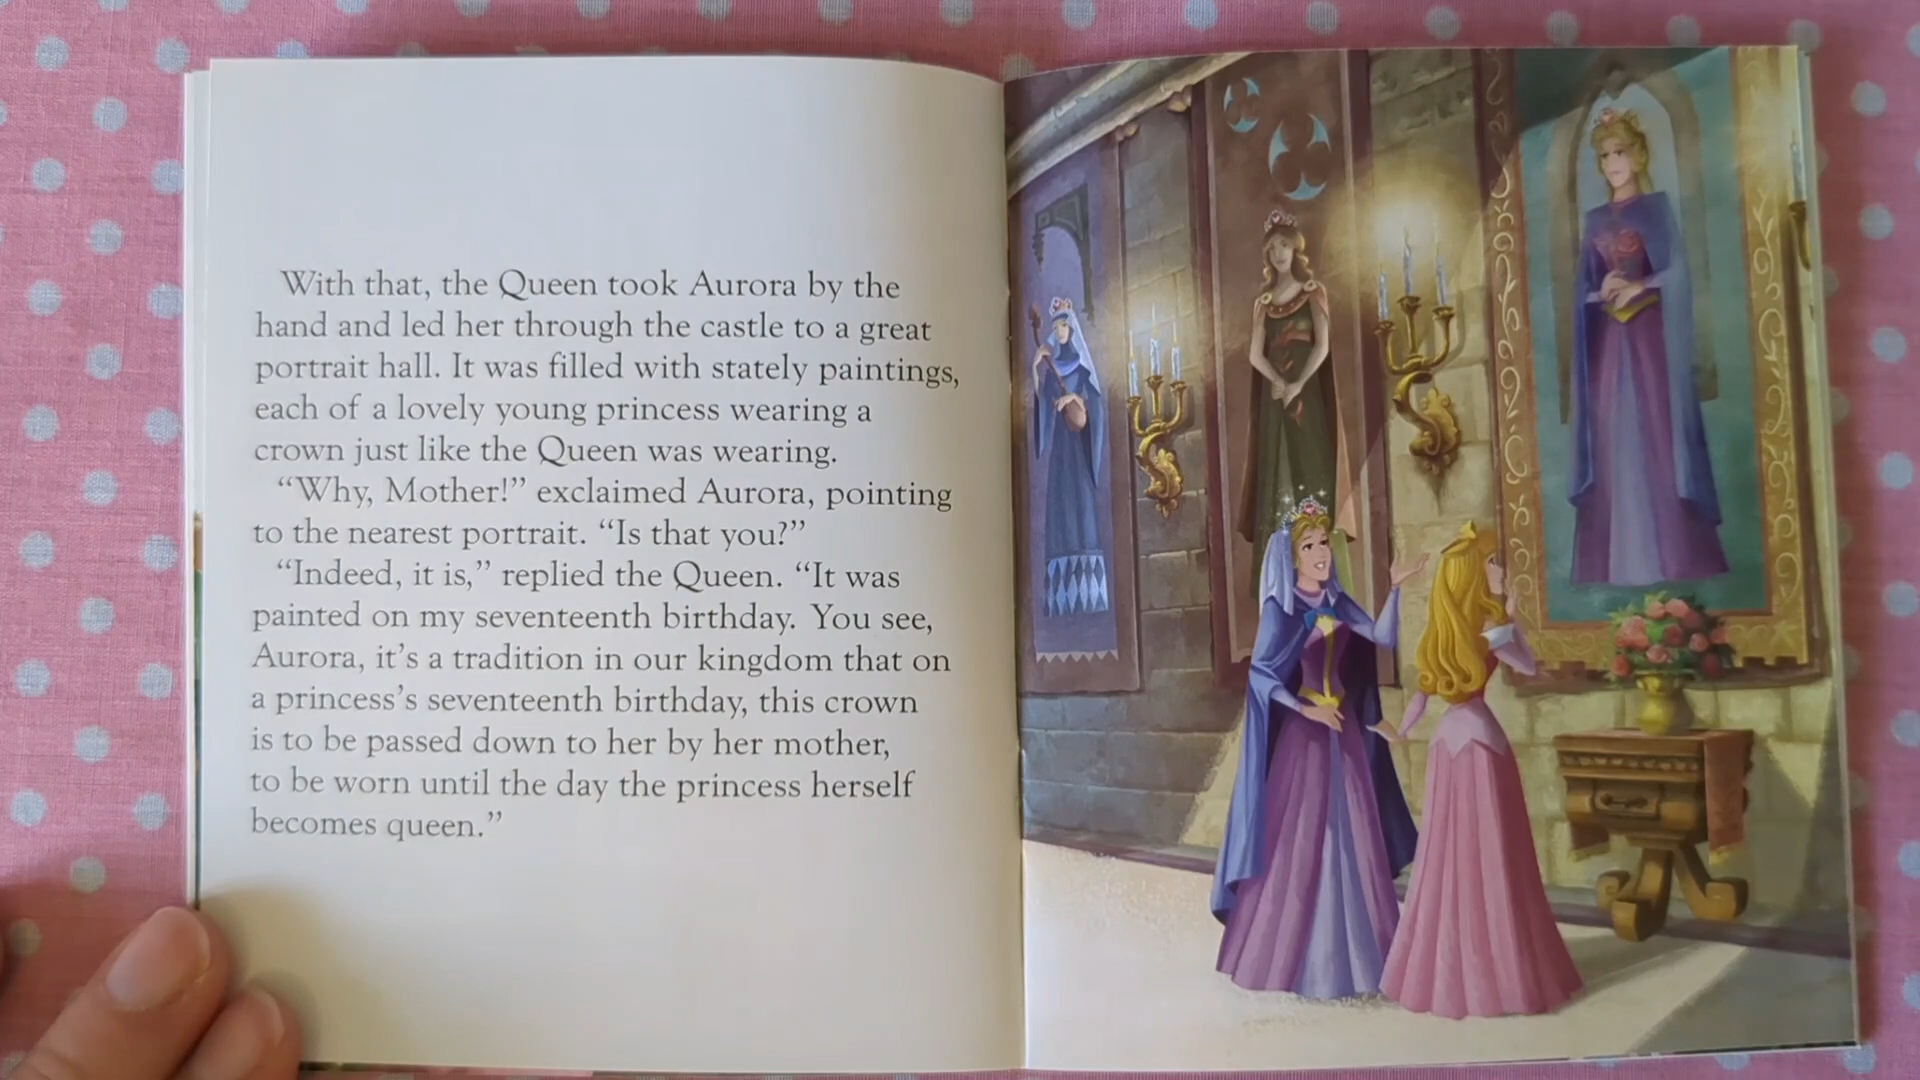 With that, the Queen took Aurora by the
hand and led her through the castle to a great
portrait hall. It was filled with stately paintings,
each of a lovely young princess wearing a
crown just like the Queen was wearing.
“Why, Mother!” exclaimed Aurora, pointing
to the nearest portrait. “Is that you?”
“Indeed, it is,” replied the Queen. “It was
painted on my seventeenth birthday. You see,
Aurora, it’s a tradition in our kingdom that on
a princess’s seventeenth birthday, this crown
is to be passed down to her by her mother,
to be worn until the day the princess herself
becomes queen.”